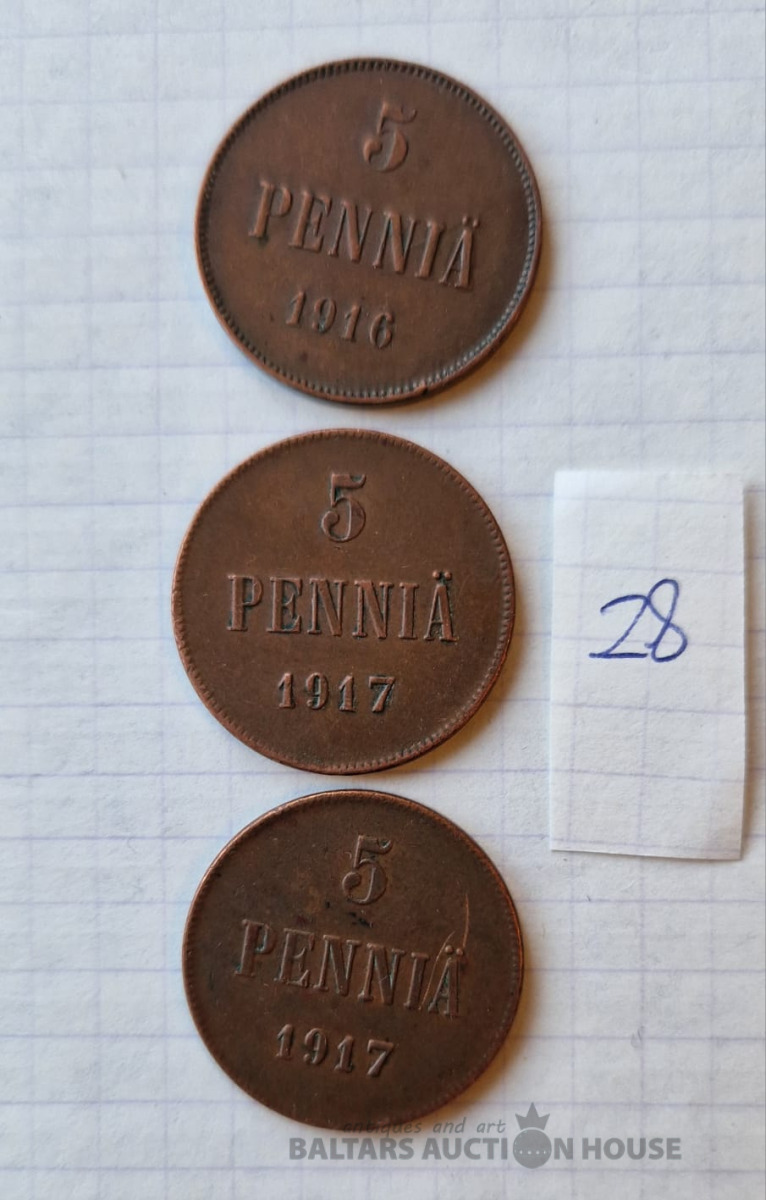 5
PENNIÄ
1916
5
PENNIÄ
1917
28
5
PENNIÄ
1917
antiques and art
BALTARS AUCTION HOUSE